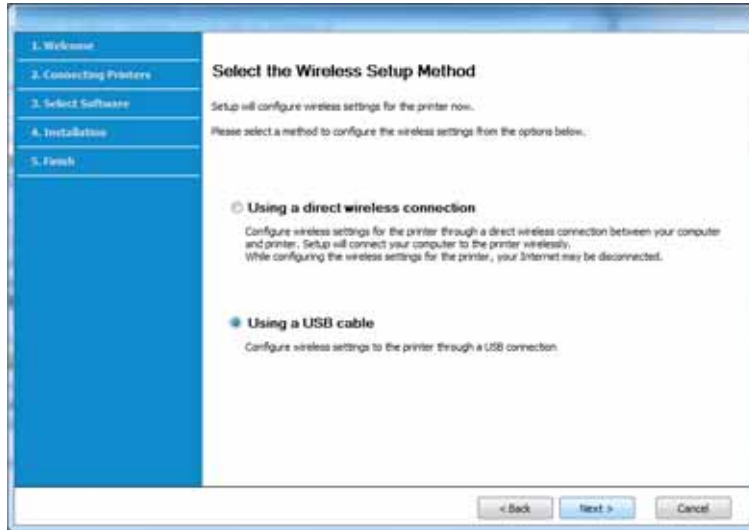 1. Welcome
2. Connecting Printers
3. Select Software
4. Installation
5. Finish
Select the Wireless Setup Method
Setup will configure wireless settings for the printer now.
Please select a method to configure the wireless settings from the options below.
Using a direct wireless connection
Configure wireless settings for the printer through a direct wireless connection between your computer
and printer. Setup will connect your computer to the printer wirelessly.
While configuring the wireless settings for the printer, your Internet may be disconnected.
Using a USB cable
Configure wireless settings to the printer through a USB connection
< Back
Next >
Cancel